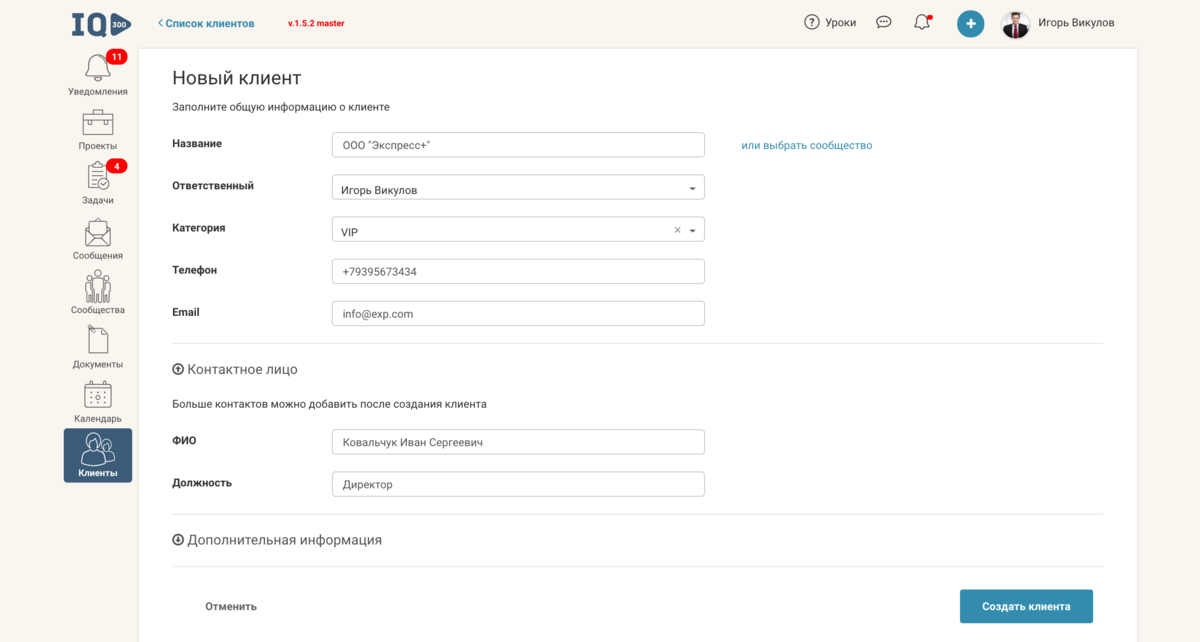 IQ 300
Список клиентов
v.1.5.2 master
Уроки
Игорь Викулов
11
Уведомления
Проекты
4
Задачи
Сообщения
Сообщества
Документы
Календарь
Клиенты
Новый клиент
Заполните общую информацию о клиенте
Название
ООО "Экспресс+"
или выбрать сообщество
Ответственный
Игорь Викулов
Категория
VIP
Телефон
+79395673434
Email
info@exp.com
Контактное лицо
Больше контактов можно добавить после создания клиента
ФИО
Ковальчук Иван Сергеевич
Должность
Директор
Дополнительная информация
Отменить
Создать клиента